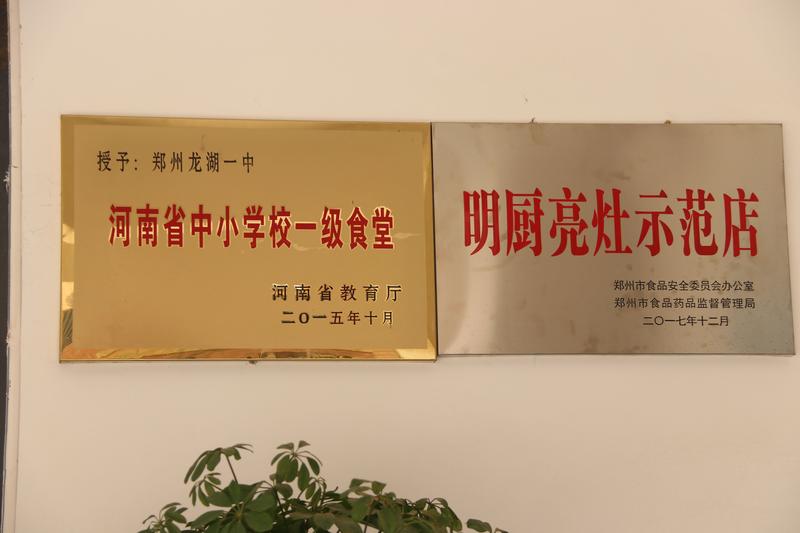 授予：郑州龙湖一中
河南省中小学校一级食堂
河南省教育厅
二〇一五年十月
明厨亮灶示范店
郑州市食品安全委员会办公室
郑州市食品药品监督管理局
二〇一七年十二月